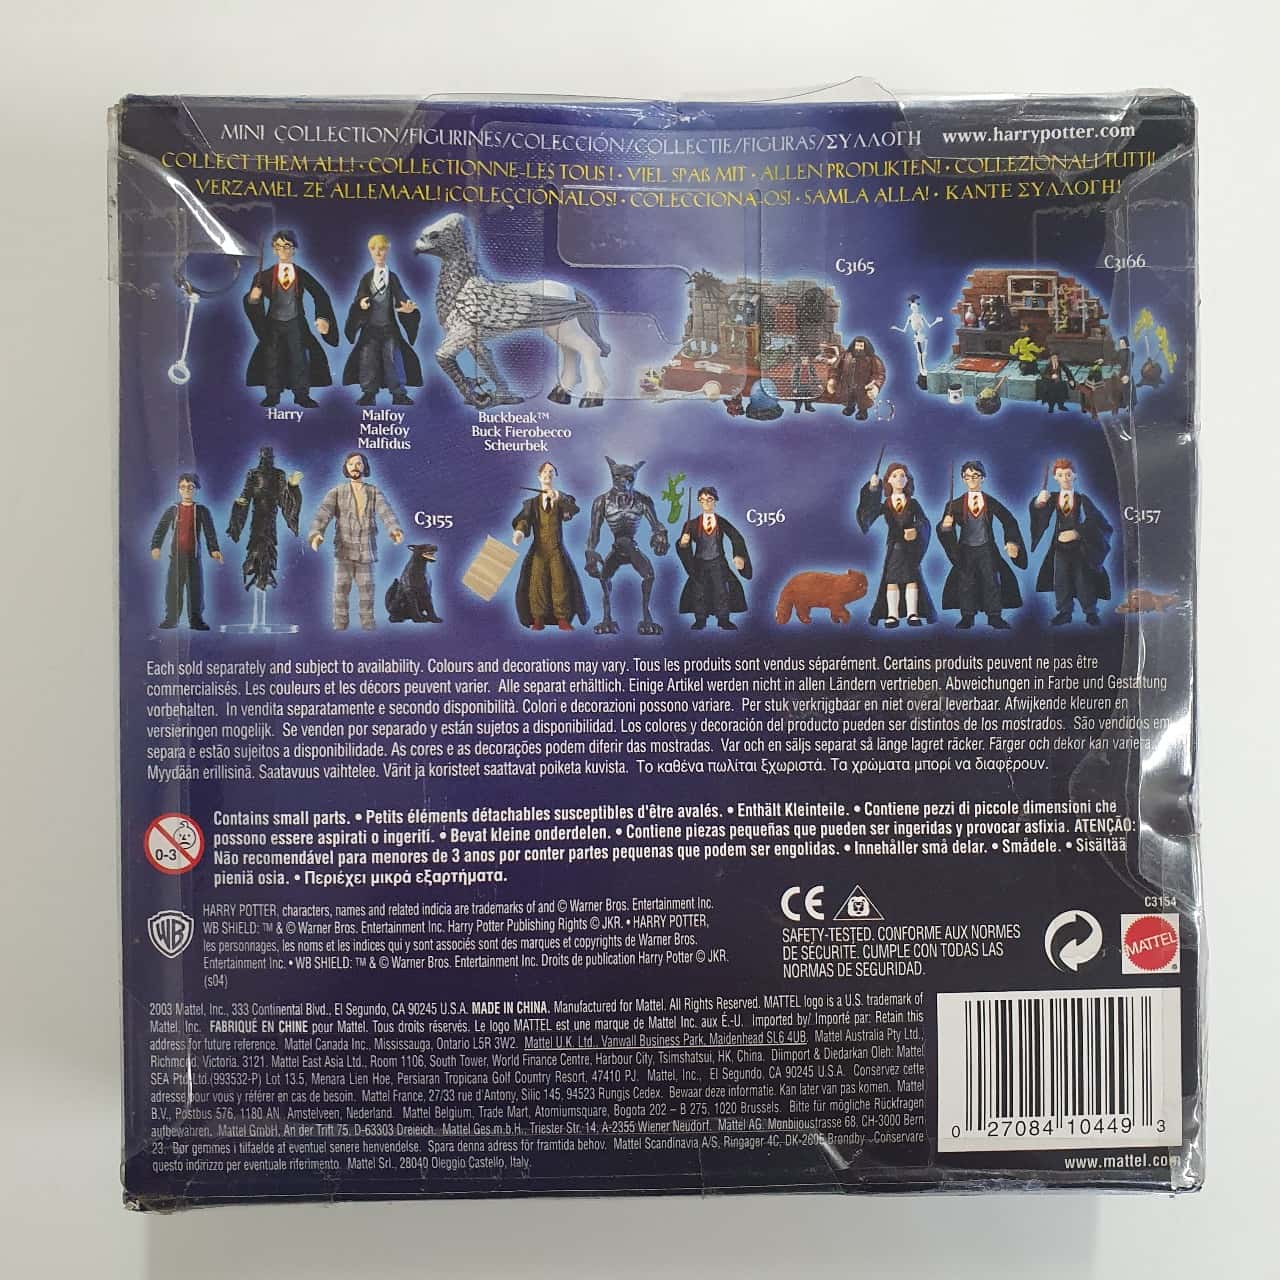 MINI COLLECTION/FIGURINES/COLECCIÓN/COLLECTIE/FIGURAS/ΣΥΛΛΟΓΗ www.harrypotter.com
COLLECT THEM ALL! • COLLECTIONNE-LES TOUS ! • VIEL SPAß MIT • ALLEN PRODUKTEN! • COLLEZIONALI TUTTI!
VERZAMEL ZE ALLEMAAL! ¡COLECCIÓNALOS! • COLECCIONA-OS! • SAMLA ALLA! • ΚΑΝΤΕ ΣΥΛΛΟΓΗ!
C3165
C3166
Harry
Malfoy
Malefoy
Malfidus
Buckbeak™
Buck Fierobecco
Scheurbek
C3155
C3156
C3157
Each sold separately and subject to availability. Colours and decorations may vary. Tous les produits sont vendus séparément. Certains produits peuvent ne pas être
commercialisés. Les couleurs et les décors peuvent varier. Alle separat erhältlich. Einige Artikel werden nicht in allen Ländern vertrieben. Abweichungen in Farbe und Gestaltung
vorbehalten. In vendita separatamente e secondo disponibilità. Colori e decorazioni possono variare. Per stuk verkrijgbaar en niet overal leverbaar. Afwijkende kleuren en
versieringen mogelijk. Se venden por separado y están sujetos a disponibilidad. Los colores y decoración del producto pueden ser distintos de los mostrados. São vendidos em
separa e estão sujeitos a disponibilidade. As cores e as decorações podem diferir das mostradas. Var och en säljs separat så länge lagret räcker. Färger och dekor kan variera.
Myydään erillisinä. Saatavuus vaihtelee. Värit ja koristeet saattavat poiketa kuvista. Το καθένα πωλίται ξχωριστά. Τα χρώματα μπορί να διαφέρουν.
0-3
Contains small parts. • Petits éléments détachables susceptibles d'être avalés. • Enthält Kleinteile. • Contiene pezzi di piccole dimensioni che
possono essere aspirati o ingeriti. • Bevat kleine onderdelen. • Contiene piezas pequeñas que pueden ser ingeridas y provocar asfixia. ATENÇÃO:
Não recomendável para menores de 3 anos por conter partes pequenas que podem ser engolidas. • Innehåller små delar. • Smådele. • Sisältää
pieniä osia. • Περιέχει μικρά εξαρτήματα.
WB
HARRY POTTER, characters, names and related indicia are trademarks of and © Warner Bros. Entertainment Inc.
WB SHIELD: ™ & © Warner Bros. Entertainment Inc. Harry Potter Publishing Rights © JKR. • HARRY POTTER,
les personnages, les noms et les indices qui y sont associés sont des marques et copyrights de Warner Bros.
Entertainment Inc. • WB SHIELD: ™ & © Warner Bros. Entertainment Inc. Droits de publication Harry Potter © JKR.
(s04)
CE
SAFETY-TESTED. CONFORME AUX NORMES
DE SÉCURITÉ. CUMPLE CON TODAS LAS
NORMAS DE SEGURIDAD.
C3154
MATTEL
2003 Mattel, Inc., 333 Continental Blvd., El Segundo, CA 90245 U.S.A. MADE IN CHINA. Manufactured for Mattel. All Rights Reserved. MATTEL logo is a U.S. trademark of
Mattel, Inc. FABRIQUÉ EN CHINE pour Mattel. Tous droits réservés. Le logo MATTEL est une marque de Mattel Inc. aux É.-U. Imported by/ Importé par: Retain this
address for future reference. Mattel Canada Inc., Mississauga, Ontario L5R 3W2. Mattel U.K. Ltd., Vanwall Business Park, Maidenhead SL6 4UB. Mattel Australia Pty Ltd.,
Richmond, Victoria. 3121. Mattel East Asia Ltd., Room 1106, South Tower, World Finance Centre, Harbour City, Tsimshatsui, HK, China. Diimport & Diedarkan Oleh: Mattel
SEA Ptd Ltd.(993532-P) Lot 13.5, Menara Lien Hoe, Persiaran Tropicana Golf Country Resort, 47410 PJ. Mattel, Inc., El Segundo, CA 90245 U.S.A. Conservez cette
adresse pour vous y référer en cas de besoin. Mattel France, 27/33 rue d'Antony, Silic 145, 94523 Rungis Cedex. Bewaar deze informatie. Kan later van pas komen. Mattel
B.V., Postbus 576, 1180 AN Amstelveen, Nederland. Mattel Belgium, Trade Mart, Atomiumsquare, Bogota 202 – B 275, 1020 Brussels. Bitte für mögliche Rückfragen
aufbewahren. Mattel GmbH, An der Trift 75, D-63303 Dreieich. Mattel Ges.m.b.H., Triester Str. 14, A-2355 Wiener Neudorf. Mattel AG, Monbijoustrasse 68, CH-3000 Bern
23. Bør gemmes i tilfælde af eventuel senere henvendelse. Spara denna adress för framtida behov. Mattel Scandinavia A/S, Ringager 4C, DK-2605 Brøndby. Conservare
questo indirizzo per eventuale riferimento. Mattel Srl., 28040 Oleggio Castello, Italy.
0 27084 10449 3
www.mattel.com